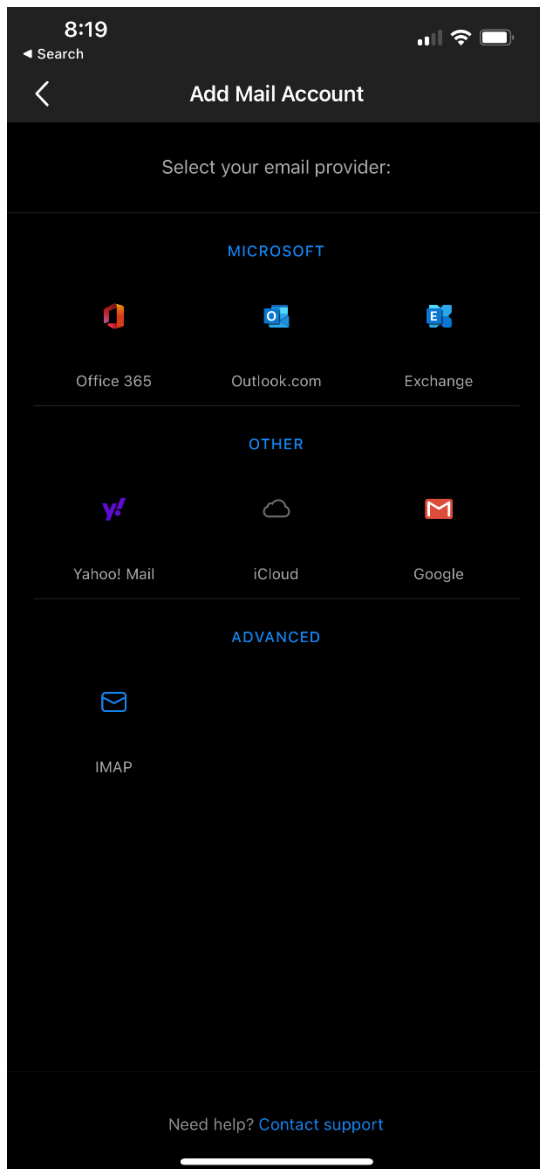 8:19
◀ Search
Add Mail Account
Select your email provider:
MICROSOFT
Office 365
Outlook.com
Exchange
OTHER
Yahoo! Mail
iCloud
Google
ADVANCED
IMAP
Need help? Contact support